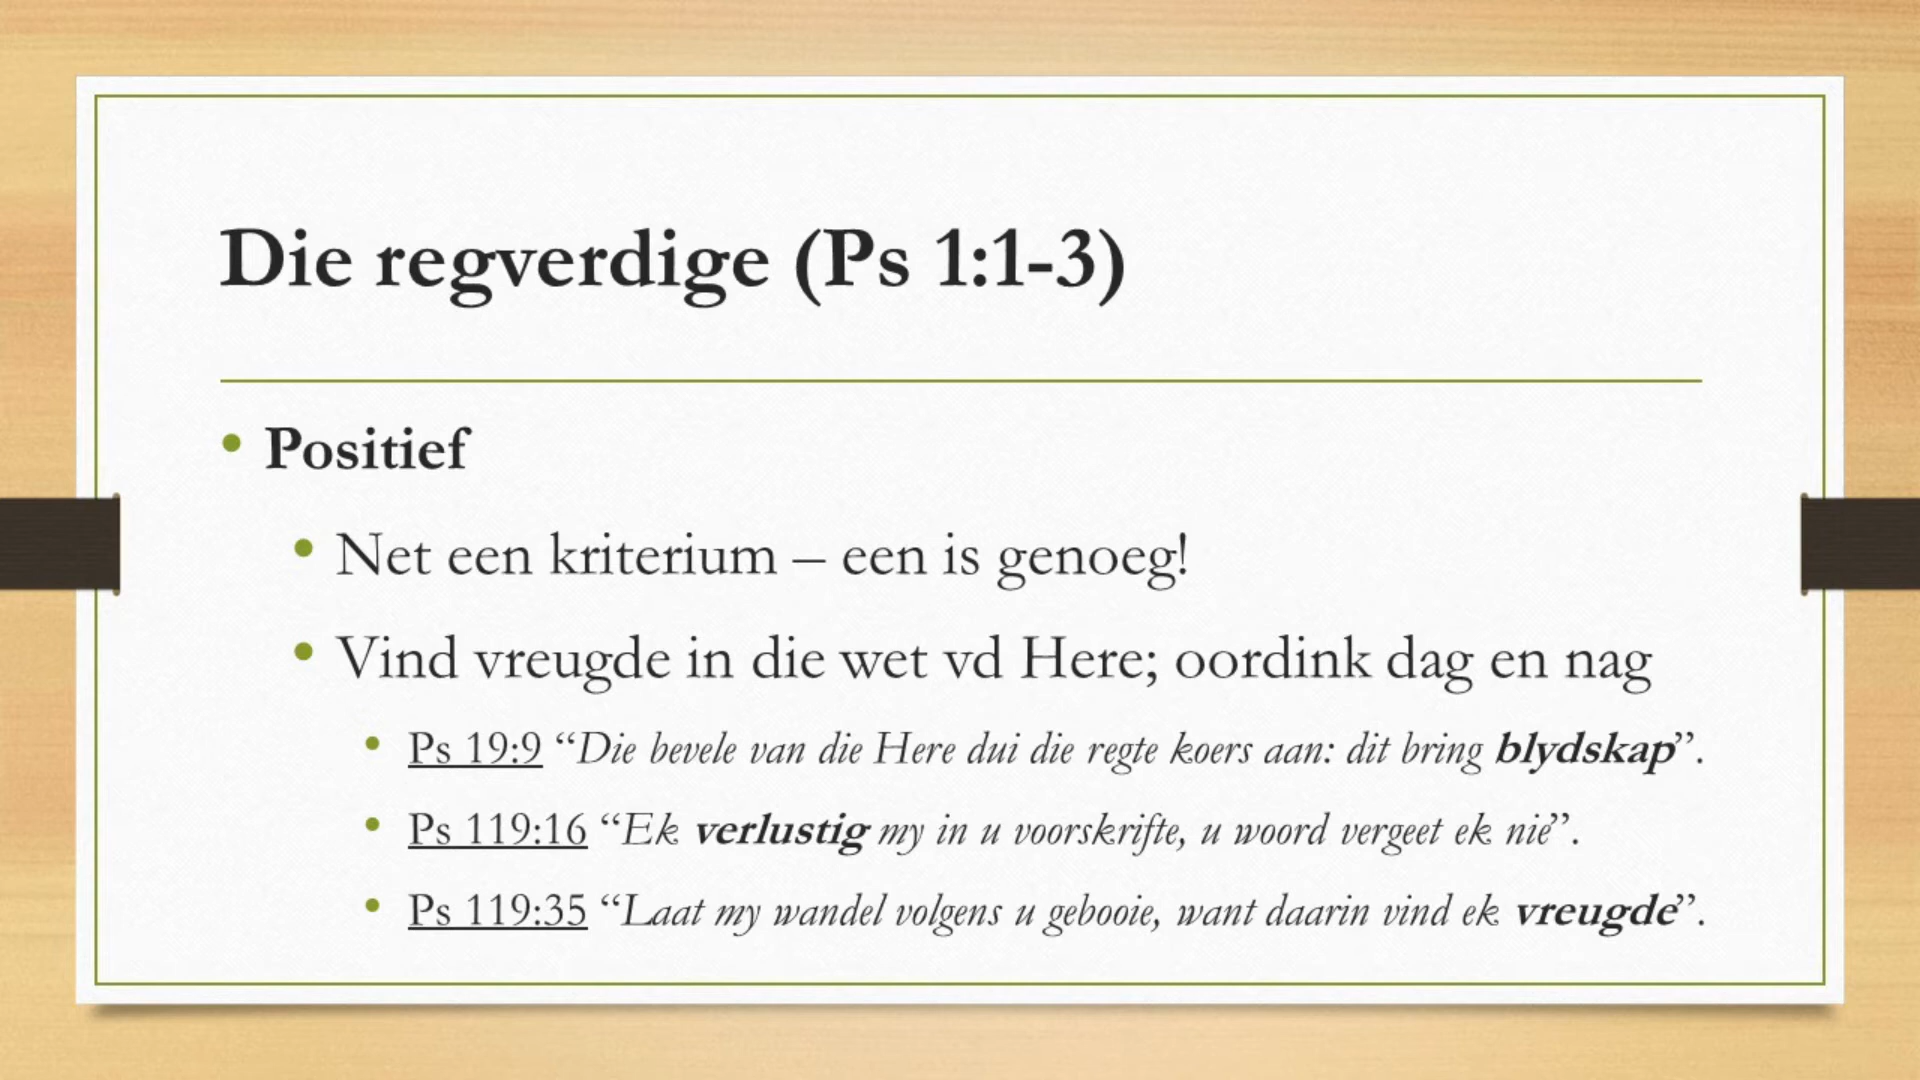 Die regverdige (Ps 1:1-3)
• Positief
• Net een kriterium – een is genoeg!
• Vind vreugde in die wet vd Here; oordink dag en nag
• Ps 19:9 “Die bevele van die Here dui die regte koers aan: dit bring blydskap”.
• Ps 119:16 “Ek verlustig my in u voorskrifte, u woord vergeet ek nie”.
• Ps 119:35 “Laat my wandel volgens u gebooie, want daarin vind ek vreugde”.